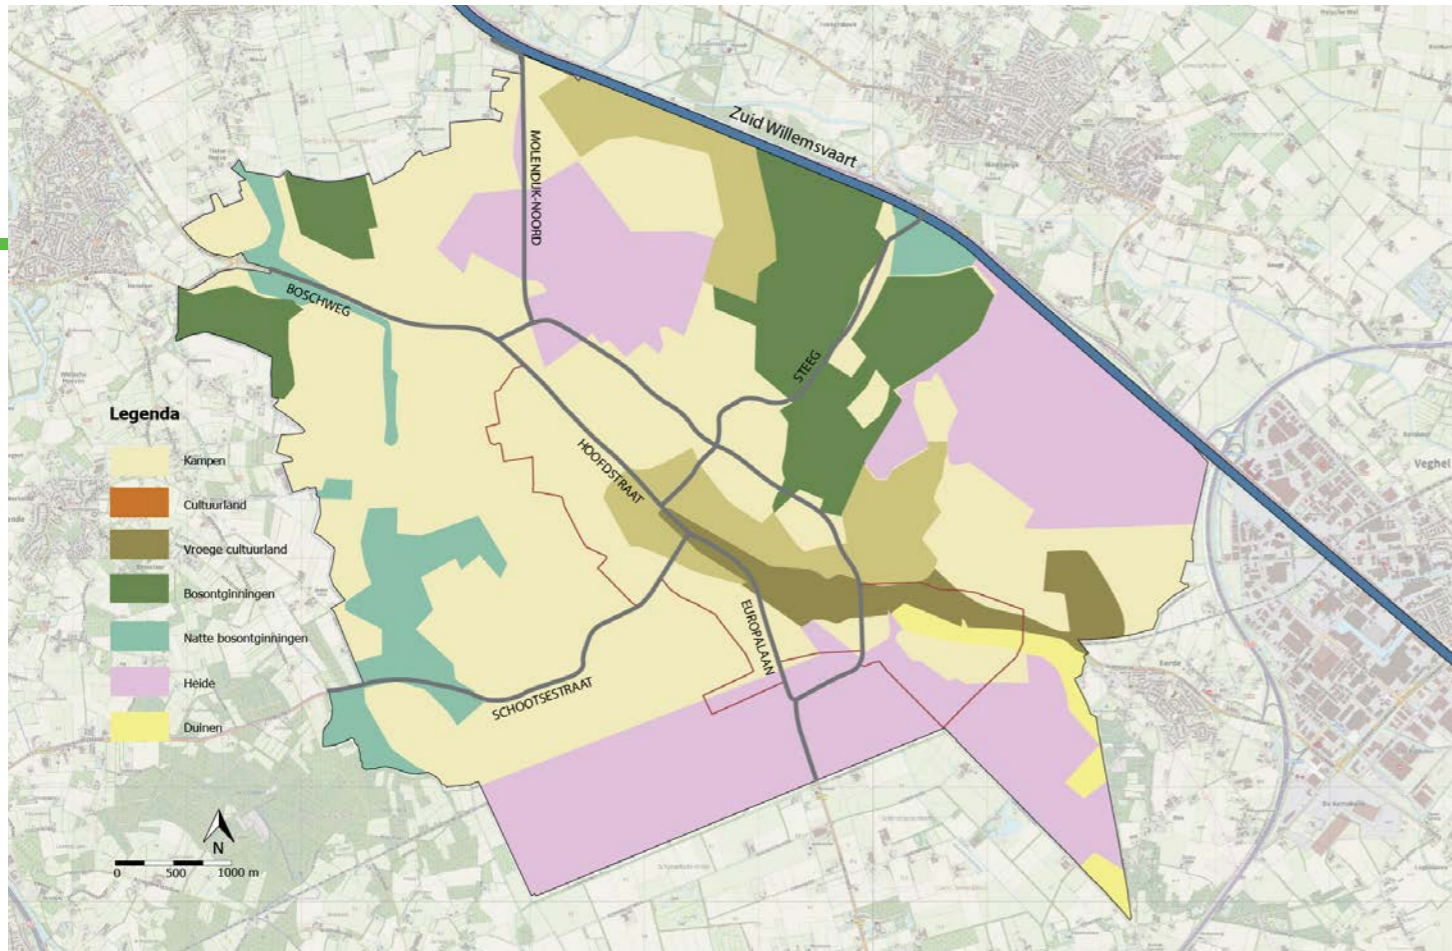 Zuid Willemsvaart
MOLENDIJK-NOORD
BOSCHWEG
STEEG
HOOFDSTRAAT
EUROPALAAN
SCHOOTSESTRAAT
Veghel
Eerde
Legenda
Kampen
Cultuurland
Vroege cultuurland
Bosontginningen
Natte bosontginningen
Heide
Duinen
N
0 500 1000 m